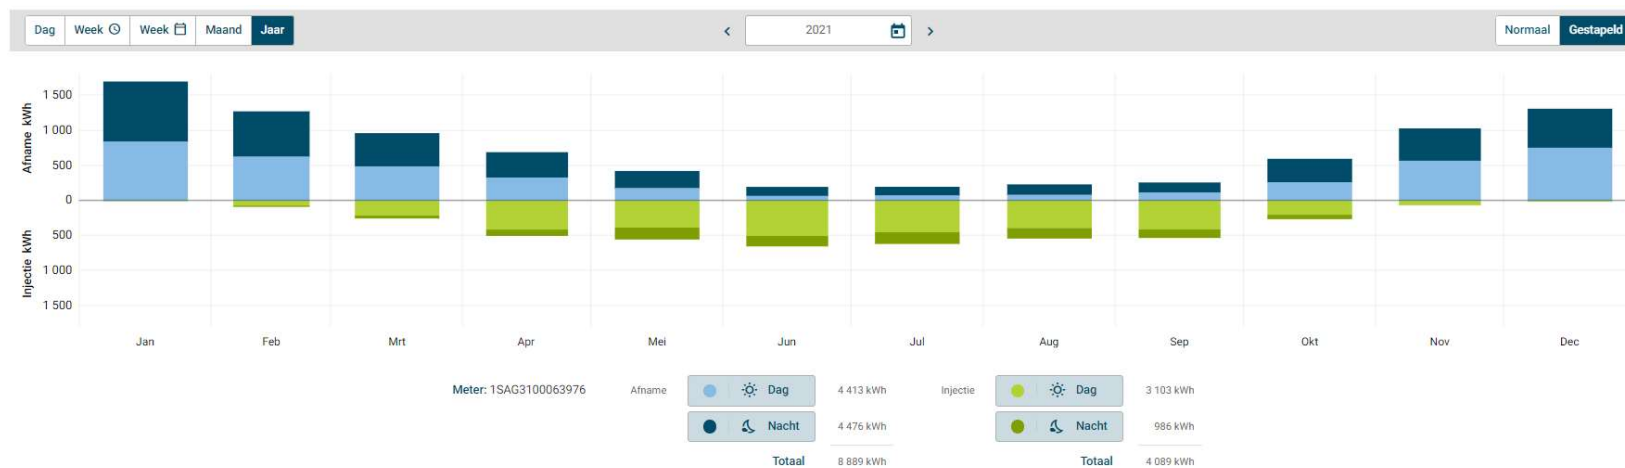 Dag Week Week Maand Jaar 2021 Normaal Gestapeld
Afname kWh
1 500
1 000
500
0
500
1 000
1 500
Injectie kWh
Jan Feb Mrt Apr Mei Jun Jul Aug Sep Okt Nov Dec
Meter: 1SAG3100063976 Afname Dag 4 413 kWh Injectie Dag 3 103 kWh
Nacht 4 476 kWh Nacht 986 kWh
Totaal 8 889 kWh Totaal 4 089 kWh